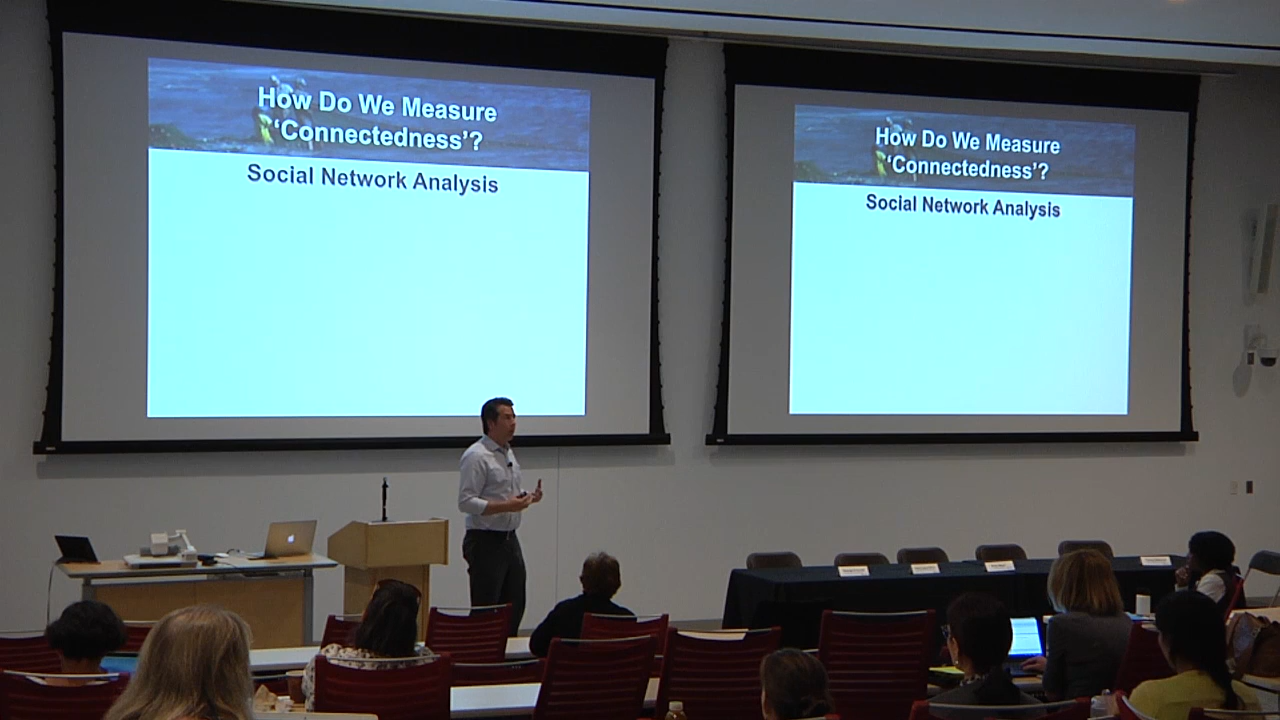 How Do We Measure
‘Connectedness’?
Social Network Analysis
How Do We Measure
‘Connectedness’?
Social Network Analysis